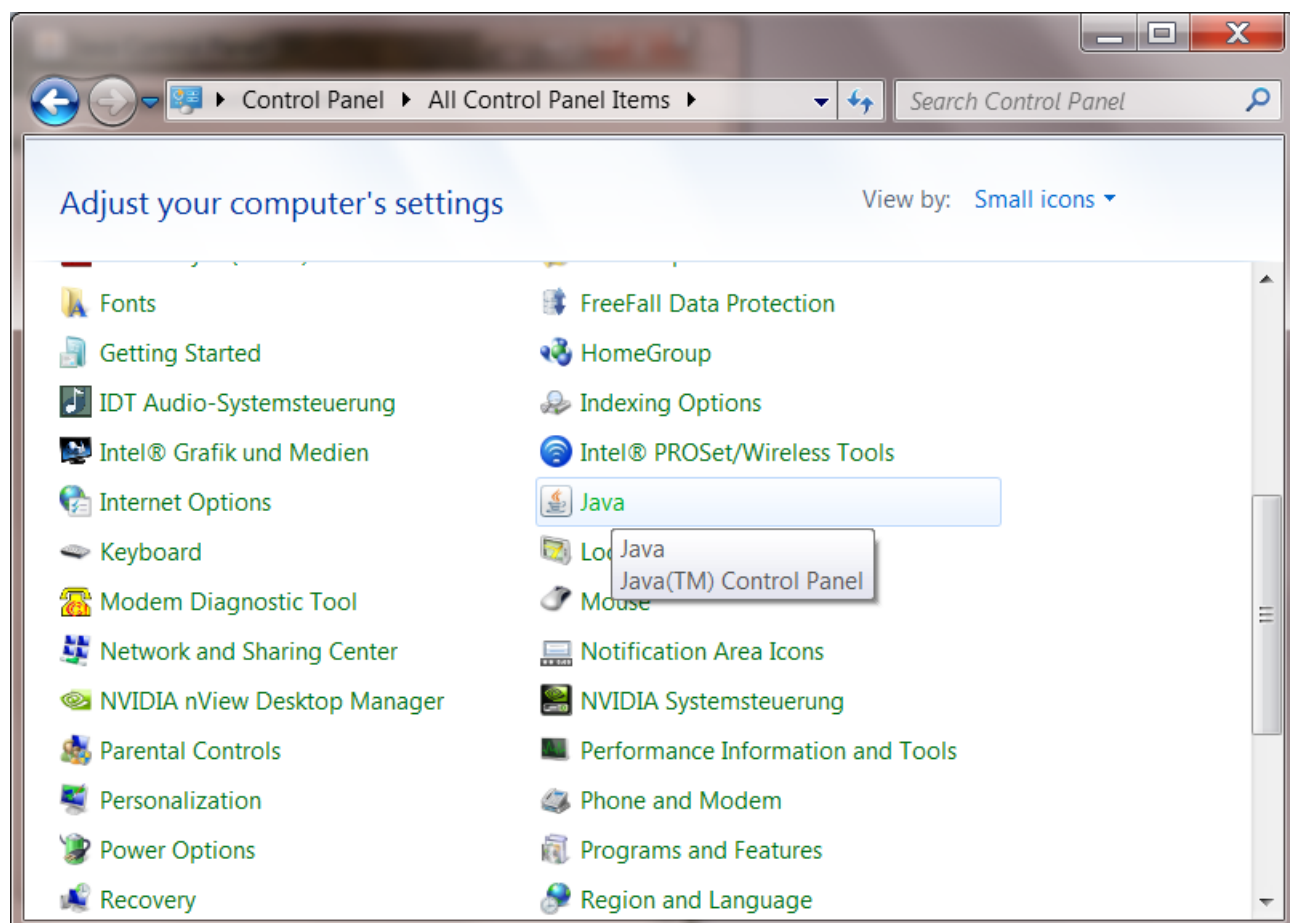 Control Panel All Control Panel Items
Search Control Panel
Adjust your computer's settings
View by: Small icons
Fonts
FreeFall Data Protection
Getting Started
HomeGroup
IDT Audio-Systemsteuerung
Indexing Options
Intel® Grafik und Medien
Intel® PROSet/Wireless Tools
Internet Options
Java
Keyboard
Java
Java(TM) Control Panel
Modem Diagnostic Tool
Mouse
Network and Sharing Center
Notification Area Icons
NVIDIA nView Desktop Manager
NVIDIA Systemsteuerung
Parental Controls
Performance Information and Tools
Personalization
Phone and Modem
Power Options
Programs and Features
Recovery
Region and Language